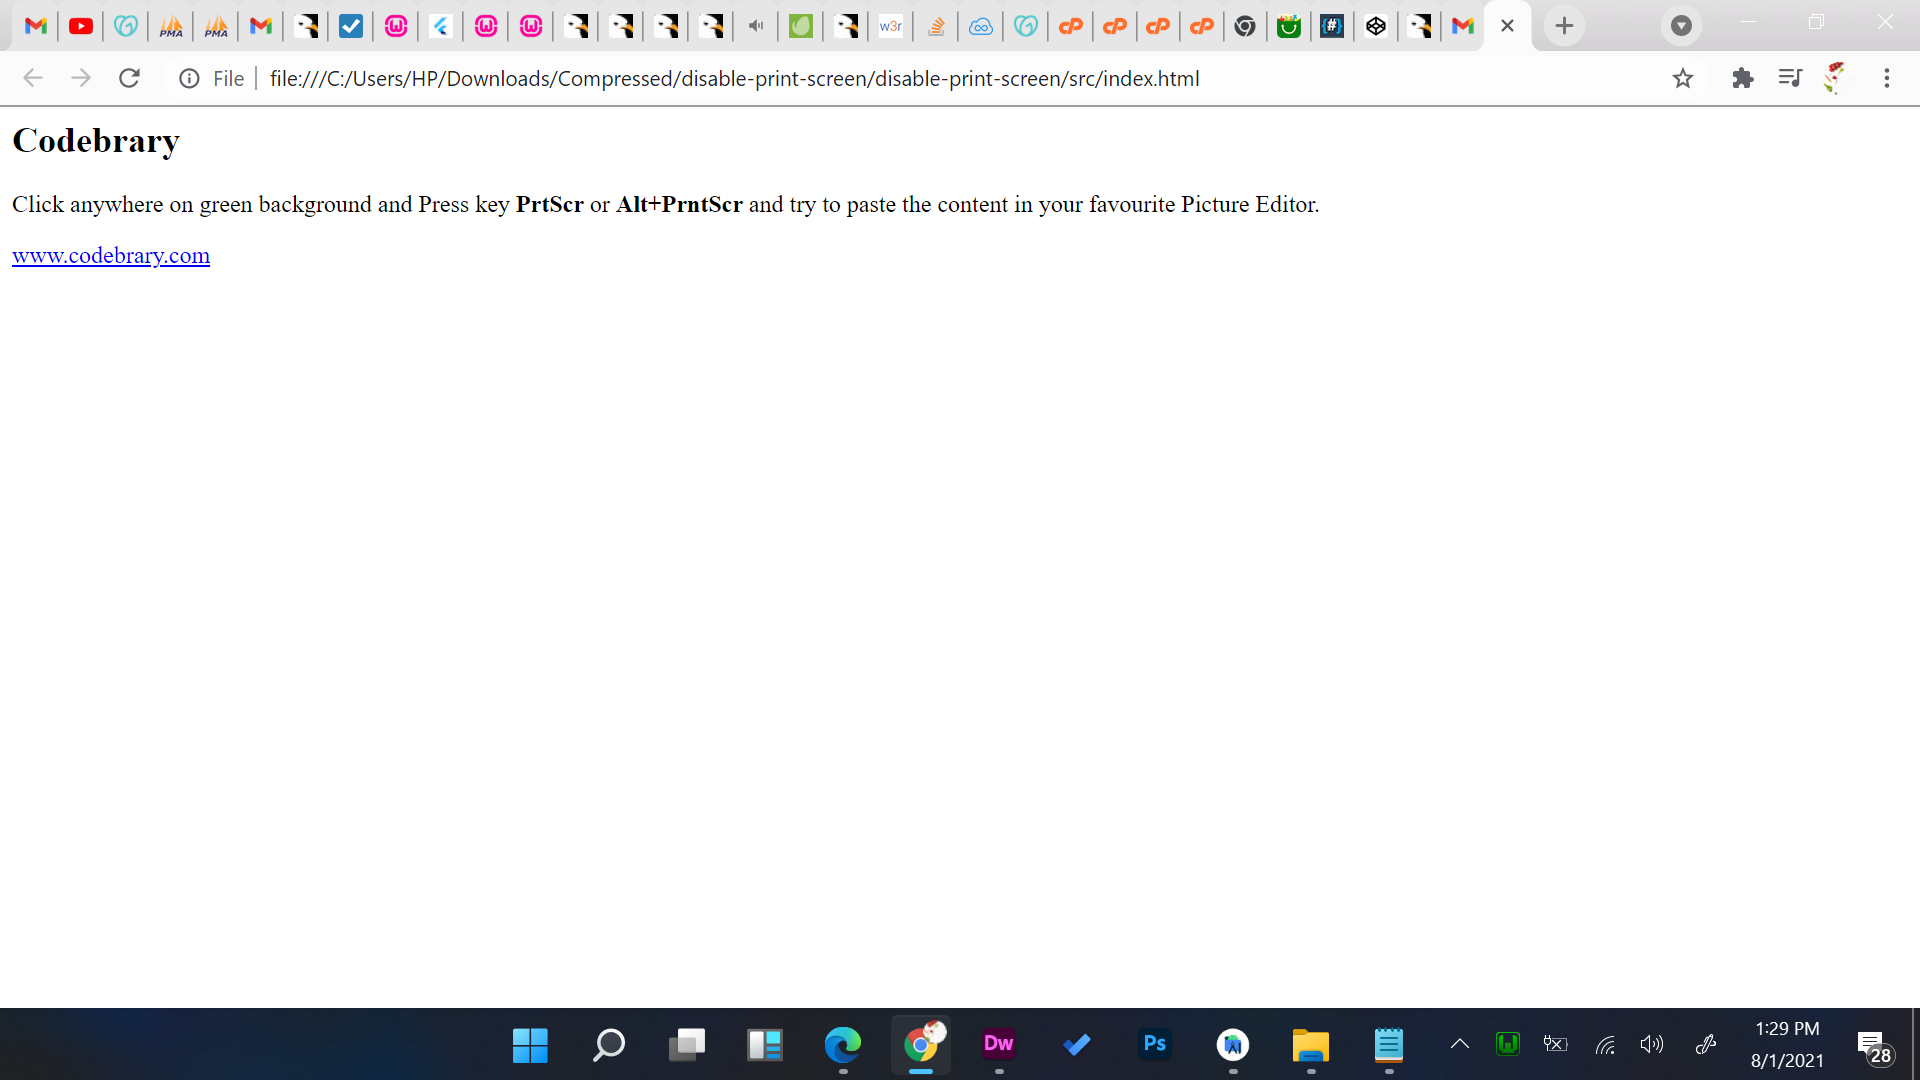 PMA PMA w3r
File file:///C:/Users/HP/Downloads/Compressed/disable-print-screen/disable-print-screen/src/index.html
Codebrary
Click anywhere on green background and Press key PrtScr or Alt+PrntScr and try to paste the content in your favourite Picture Editor.
www.codebrary.com
Dw Ps
1:29 PM
8/1/2021
28